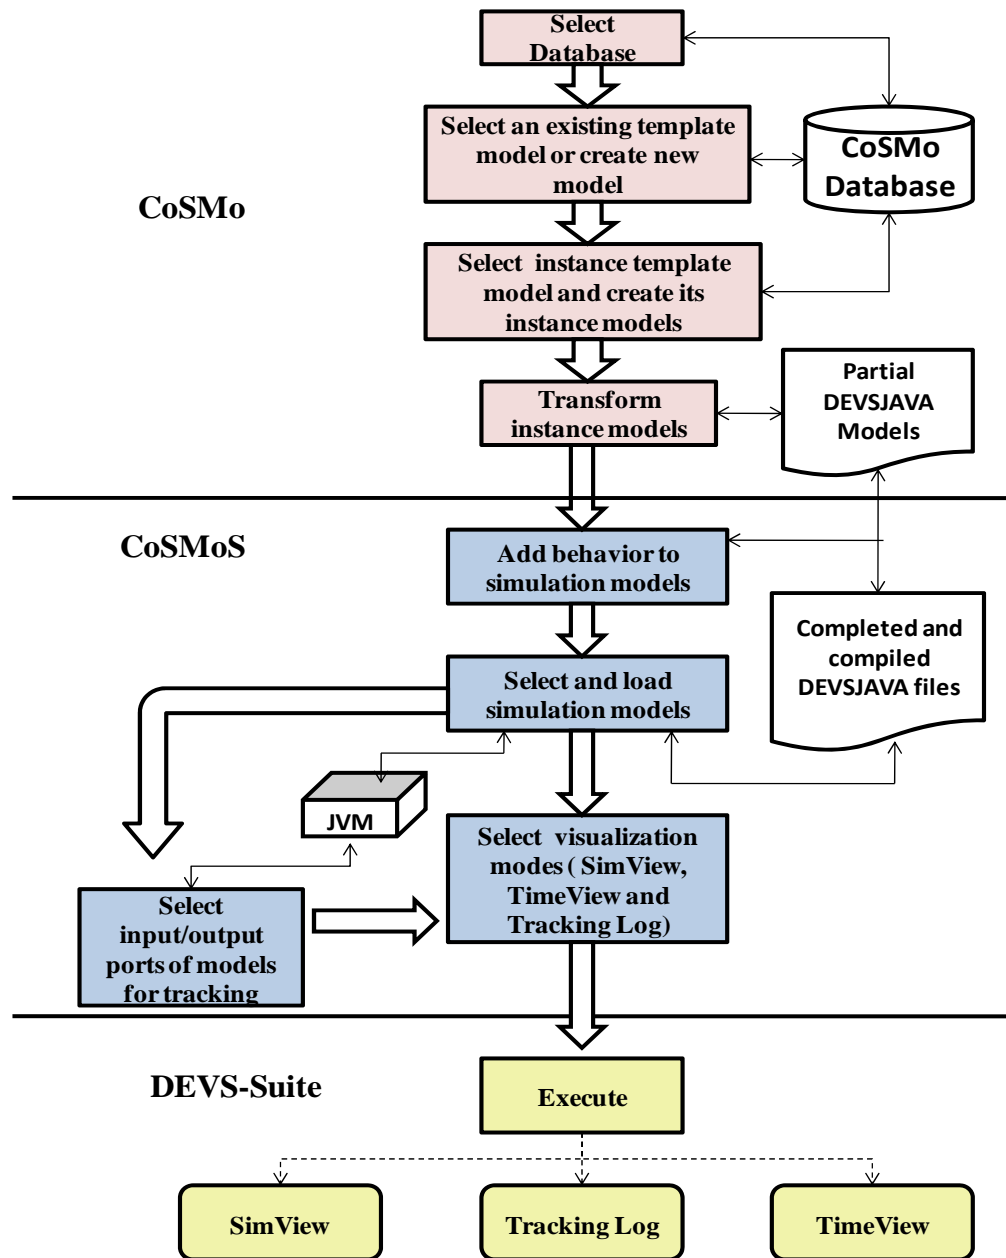 Select
Database
Select an existing template
model or create new
model
CoSMo
Database
CoSMo
Select instance template
model and create its
instance models
Partial
DEVSJAVA
Models
Transform
instance models
CoSMoS
Add behavior to
simulation models
Completed and
compiled
DEVSJAVA files
Select and load
simulation models
JVM
Select visualization
modes ( SimView,
TimeView and
Tracking Log)
Select
input/output
ports of models
for tracking
DEVS-Suite
Execute
SimView
Tracking Log
TimeView